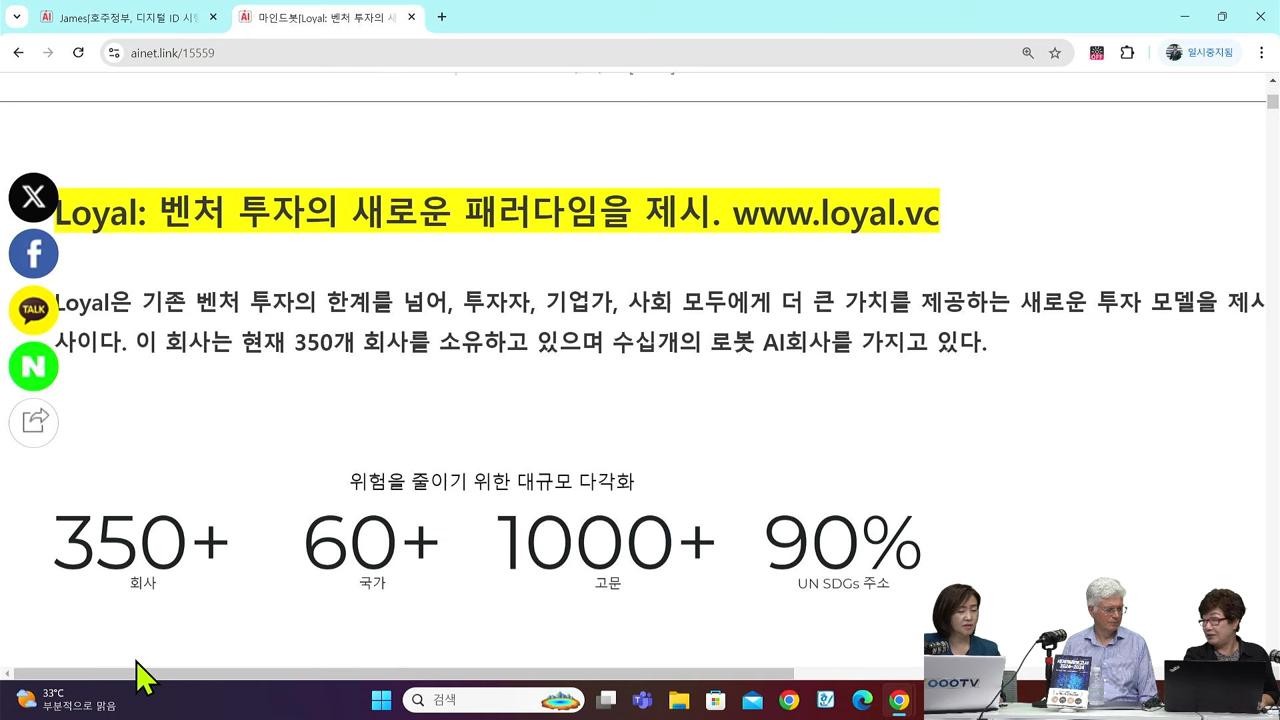 James[호주정부, 디지털 ID 시행
마인드봇[Loyal: 벤처 투자의 새
ainet.link/15559
OFF
일시중지됨
Loyal: 벤처 투자의 새로운 패러다임을 제시. www.loyal.vc
Loyal은 기존 벤처 투자의 한계를 넘어, 투자자, 기업가, 사회 모두에게 더 큰 가치를 제공하는 새로운 투자 모델을 제시
사이다. 이 회사는 현재 350개 회사를 소유하고 있으며 수십개의 로봇 AI회사를 가지고 있다.
TALK
N
위험을 줄이기 위한 대규모 다각화
350+ 60+ 1000+ 90%
회사 국가 고문 UN SDGs 주소
OOOTV
2024-2034
33°C
부분적으로 맑음
검색